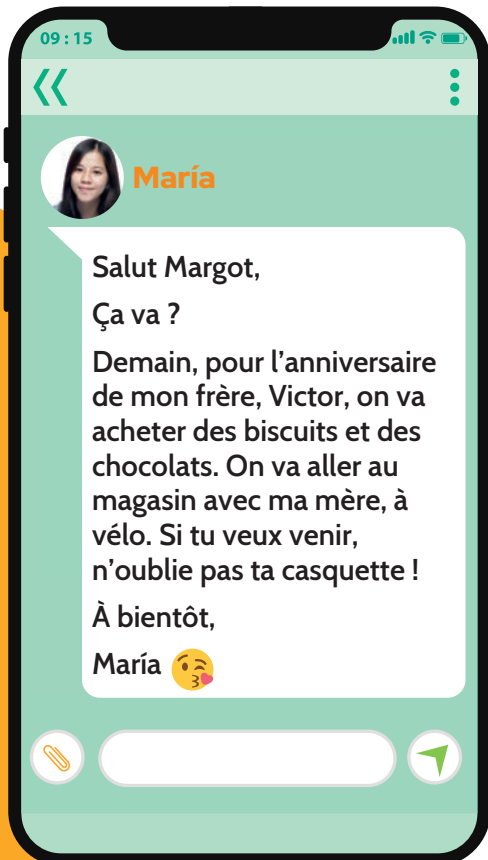 09 : 15
María
Salut Margot,
Ça va ?
Demain, pour l’anniversaire
de mon frère, Victor, on va
acheter des biscuits et des
chocolats. On va aller au
magasin avec ma mère, à
vélo. Si tu veux venir,
n’oublie pas ta casquette !
À bientôt,
María 😘